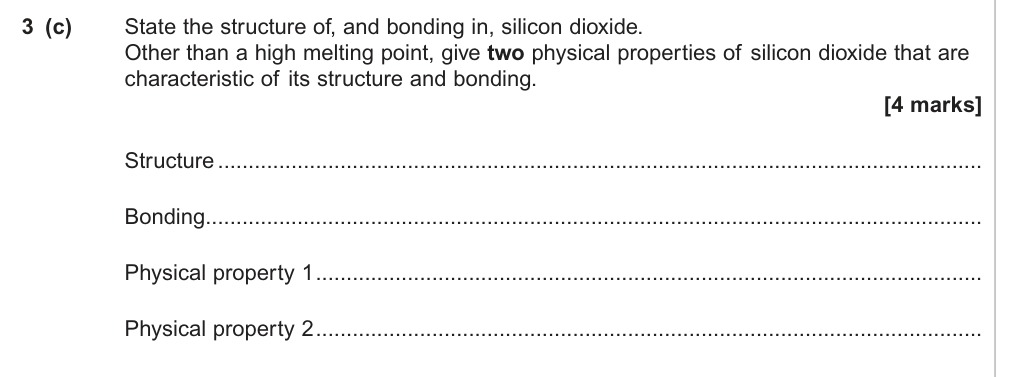 3 (c) State the structure of, and bonding in, silicon dioxide.
Other than a high melting point, give two physical properties of silicon dioxide that are
characteristic of its structure and bonding.
[4 marks]
Structure
Bonding
Physical property 1
Physical property 2